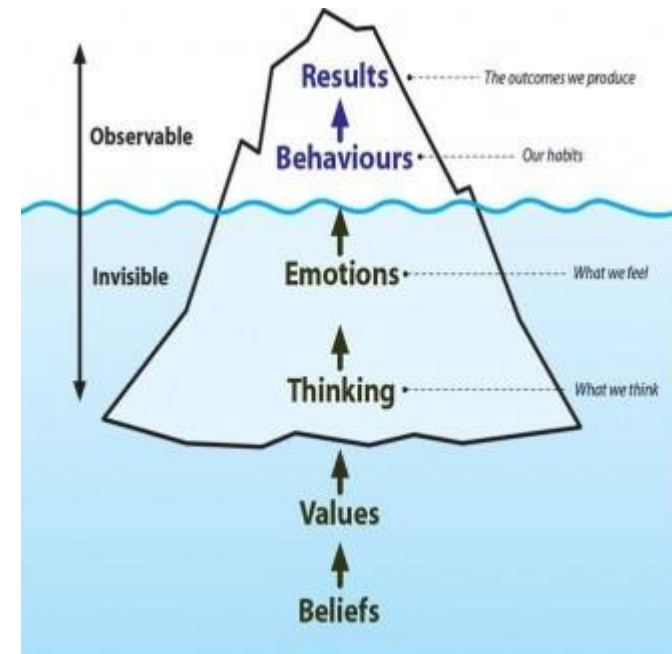 Results
The outcomes we produce
Observable
Behaviours
Our habits
Invisible
Emotions
What we feel
Thinking
What we think
Values
Beliefs